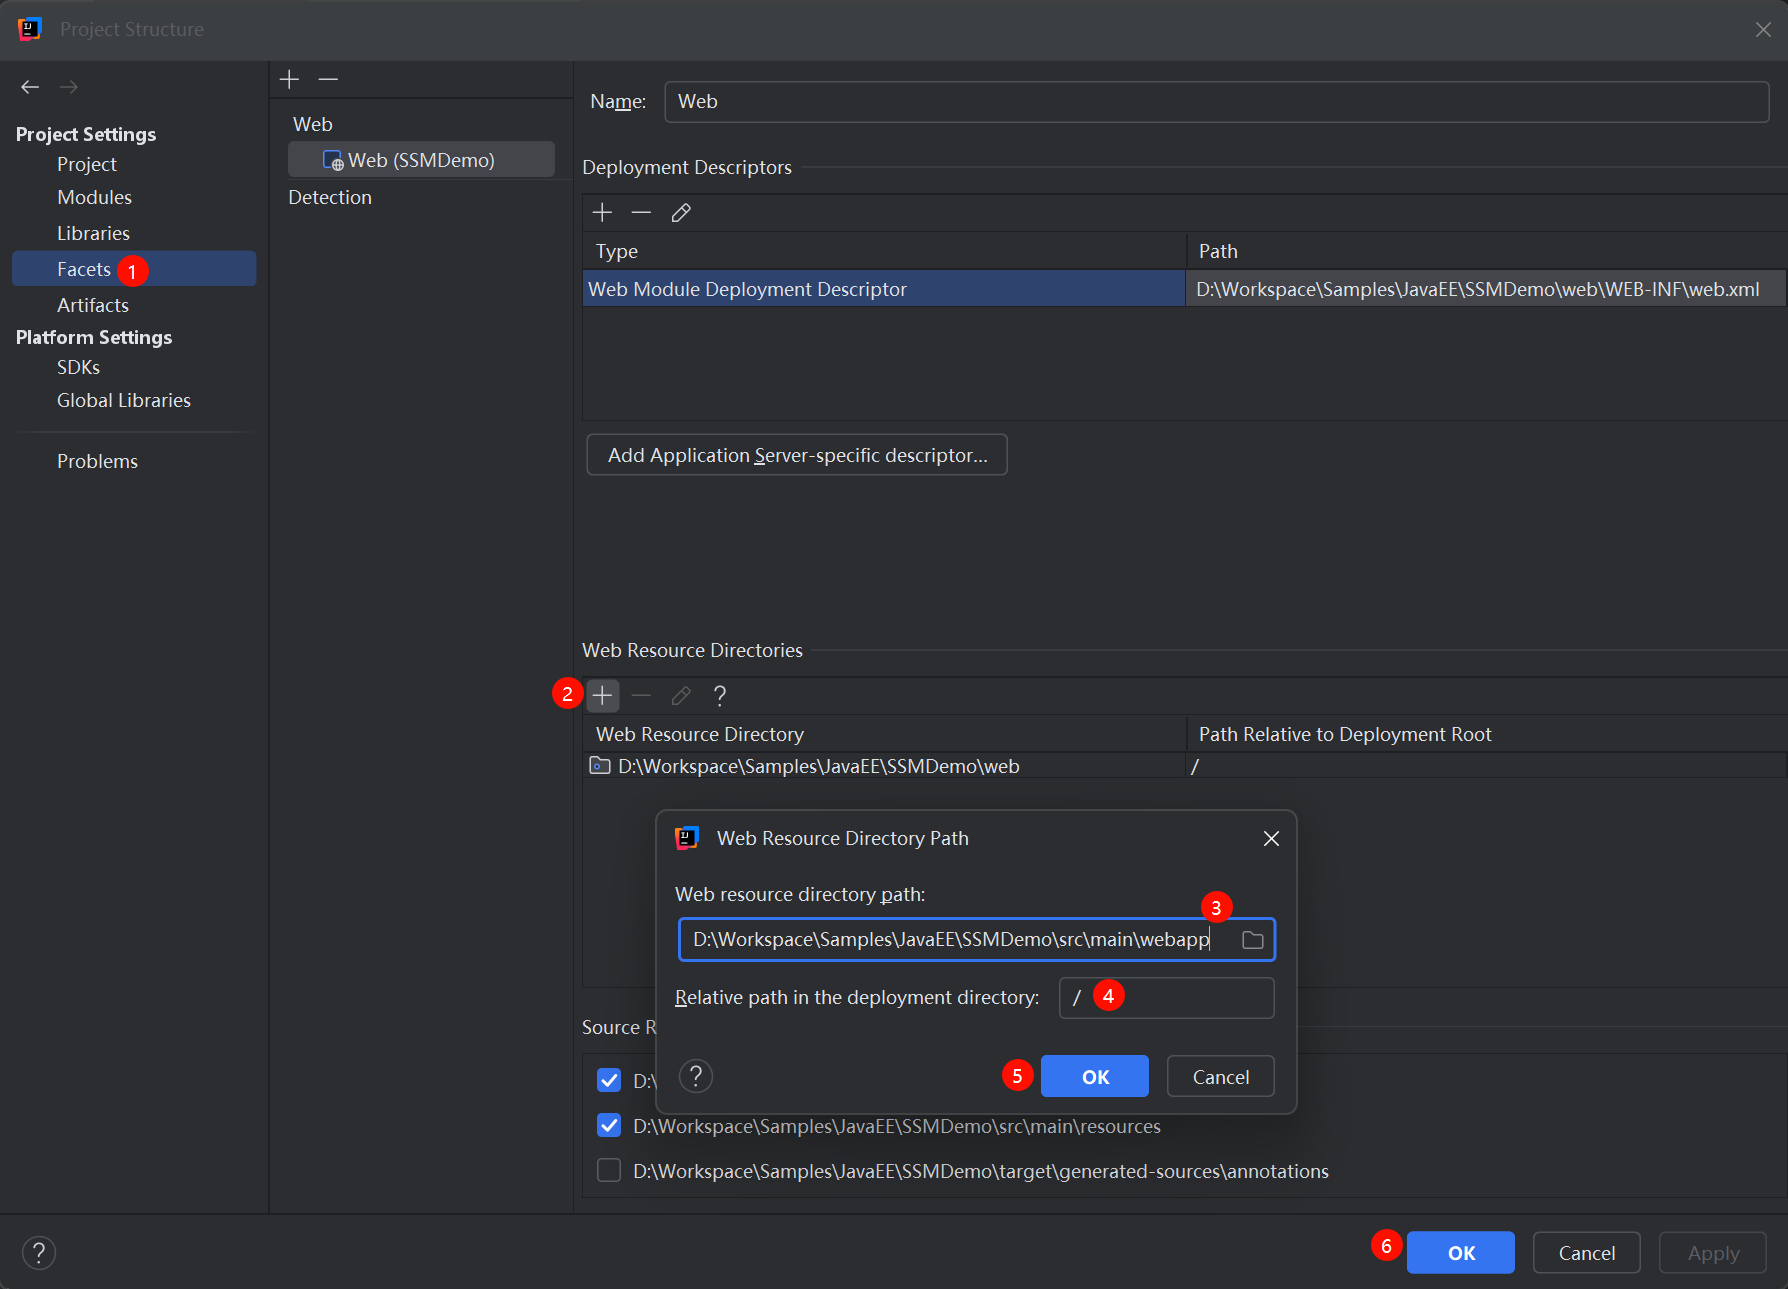 Project Structure
Project Settings
Project
Modules
Libraries
Facets 1
Artifacts
Platform Settings
SDKs
Global Libraries
Problems
Web
Web (SSMDemo)
Detection
Name: Web
Deployment Descriptors
Type Path
Web Module Deployment Descriptor D:\Workspace\Samples\JavaEE\SSMDemo\web\WEB-INF\web.xml
Add Application Server-specific descriptor...
Web Resource Directories
2 ?
Web Resource Directory Path Relative to Deployment Root
D:\Workspace\Samples\JavaEE\SSMDemo\web /
Web Resource Directory Path
Web resource directory path:
3
D:\Workspace\Samples\JavaEE\SSMDemo\src\main\webapp
Relative path in the deployment directory: / 4
? 5 OK Cancel
Source R
D:\
D:\Workspace\Samples\JavaEE\SSMDemo\src\main\resources
D:\Workspace\Samples\JavaEE\SSMDemo\target\generated-sources\annotations
? 6 OK Cancel Apply